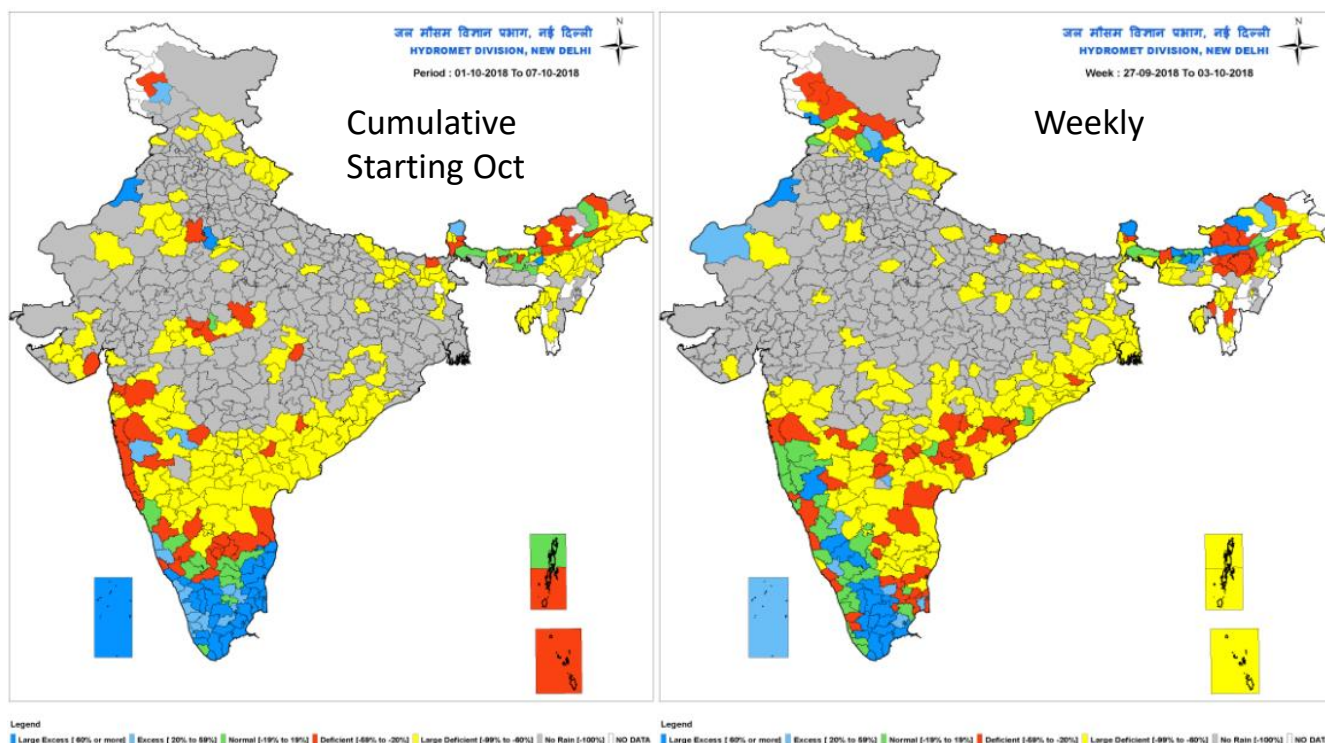 जल मौसम विज्ञान प्रभाग, नई दिल्ली
HYDROMET DIVISION, NEW DELHI
Period : 01-10-2018 To 07-10-2018
N
Cumulative
Starting Oct
Legend
Large Excess [ 60% or more] Excess [ 20% to 59%] Normal [-19% to 19%] Deficient [-59% to -20%] Large Deficient [-99% to -60%] No Rain [-100%] NO DATA
जल मौसम विज्ञान प्रभाग, नई दिल्ली
HYDROMET DIVISION, NEW DELHI
Week : 27-09-2018 To 03-10-2018
N
Weekly
Legend
Large Excess [ 60% or more] Excess [ 20% to 59%] Normal [-19% to 19%] Deficient [-59% to -20%] Large Deficient [-99% to -60%] No Rain [-100%] NO DATA